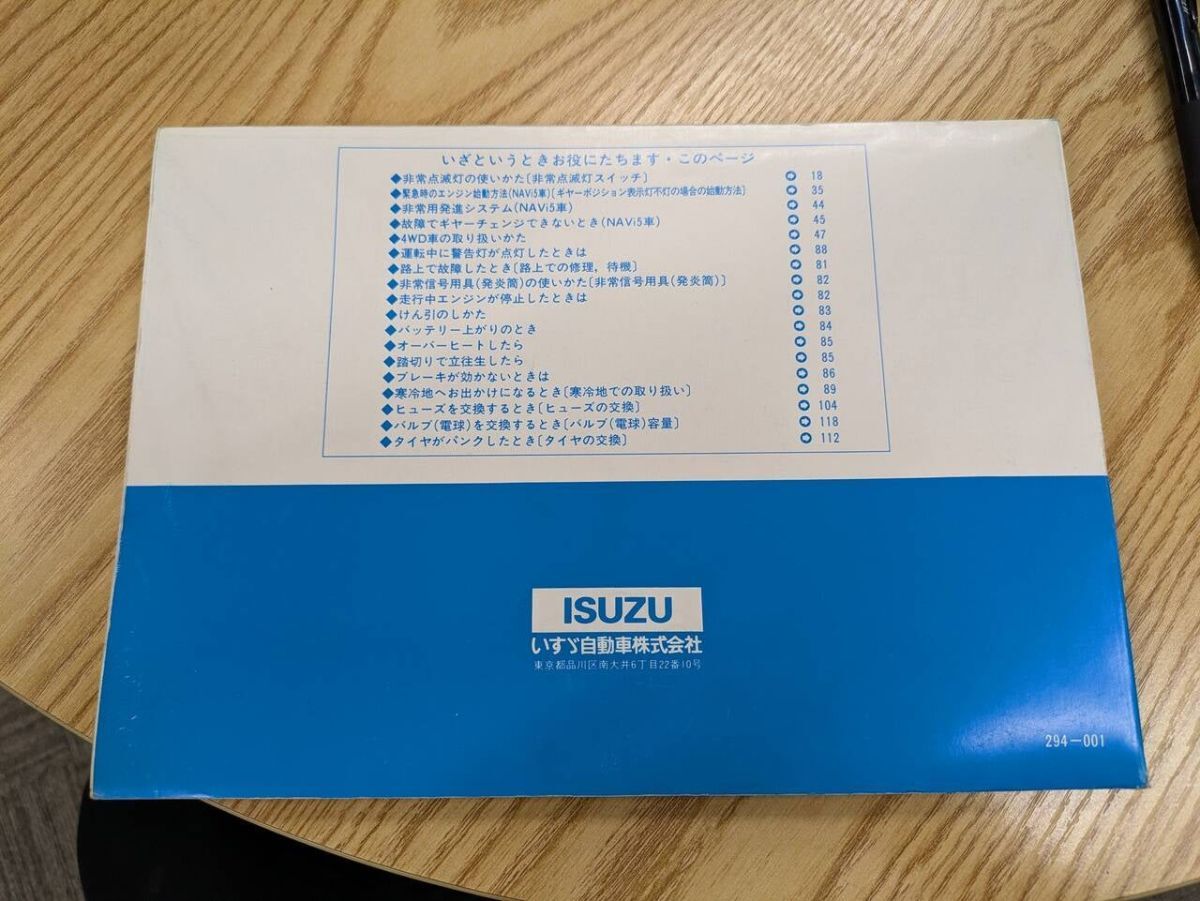 いざというときお役にたちます・このページ
◆非常点滅灯の使いかた[非常点滅灯スイッチ] 18
◆緊急時のエンジン始動方法(NAVi5車)[ギヤーポジション表示灯不灯の場合の始動方法] 35
◆非常用発進システム(NAVi5車) 44
◆故障でギヤーチェンジできないとき(NAVi5車) 45
◆4WD車の取り扱いかた 47
◆運転中に警告灯が点灯したときは 88
◆路上で故障したとき[路上での修理，待機] 81
◆非常信号用具(発炎筒)の使いかた[非常信号用具(発炎筒)] 82
◆走行中エンジンが停止したときは 82
◆けん引のしかた 83
◆バッテリー上がりのとき 84
◆オーバーヒートしたら 85
◆踏切りで立往生したら 85
◆ブレーキが効かないときは 86
◆寒冷地へお出かけになるとき[寒冷地での取り扱い] 89
◆ヒューズを交換するとき[ヒューズの交換] 104
◆バルブ(電球)を交換するとき[バルブ(電球)容量] 118
◆タイヤがパンクしたとき[タイヤの交換] 112
ISUZU
いすゞ自動車株式会社
東京都品川区南大井6丁目22番10号
294-001